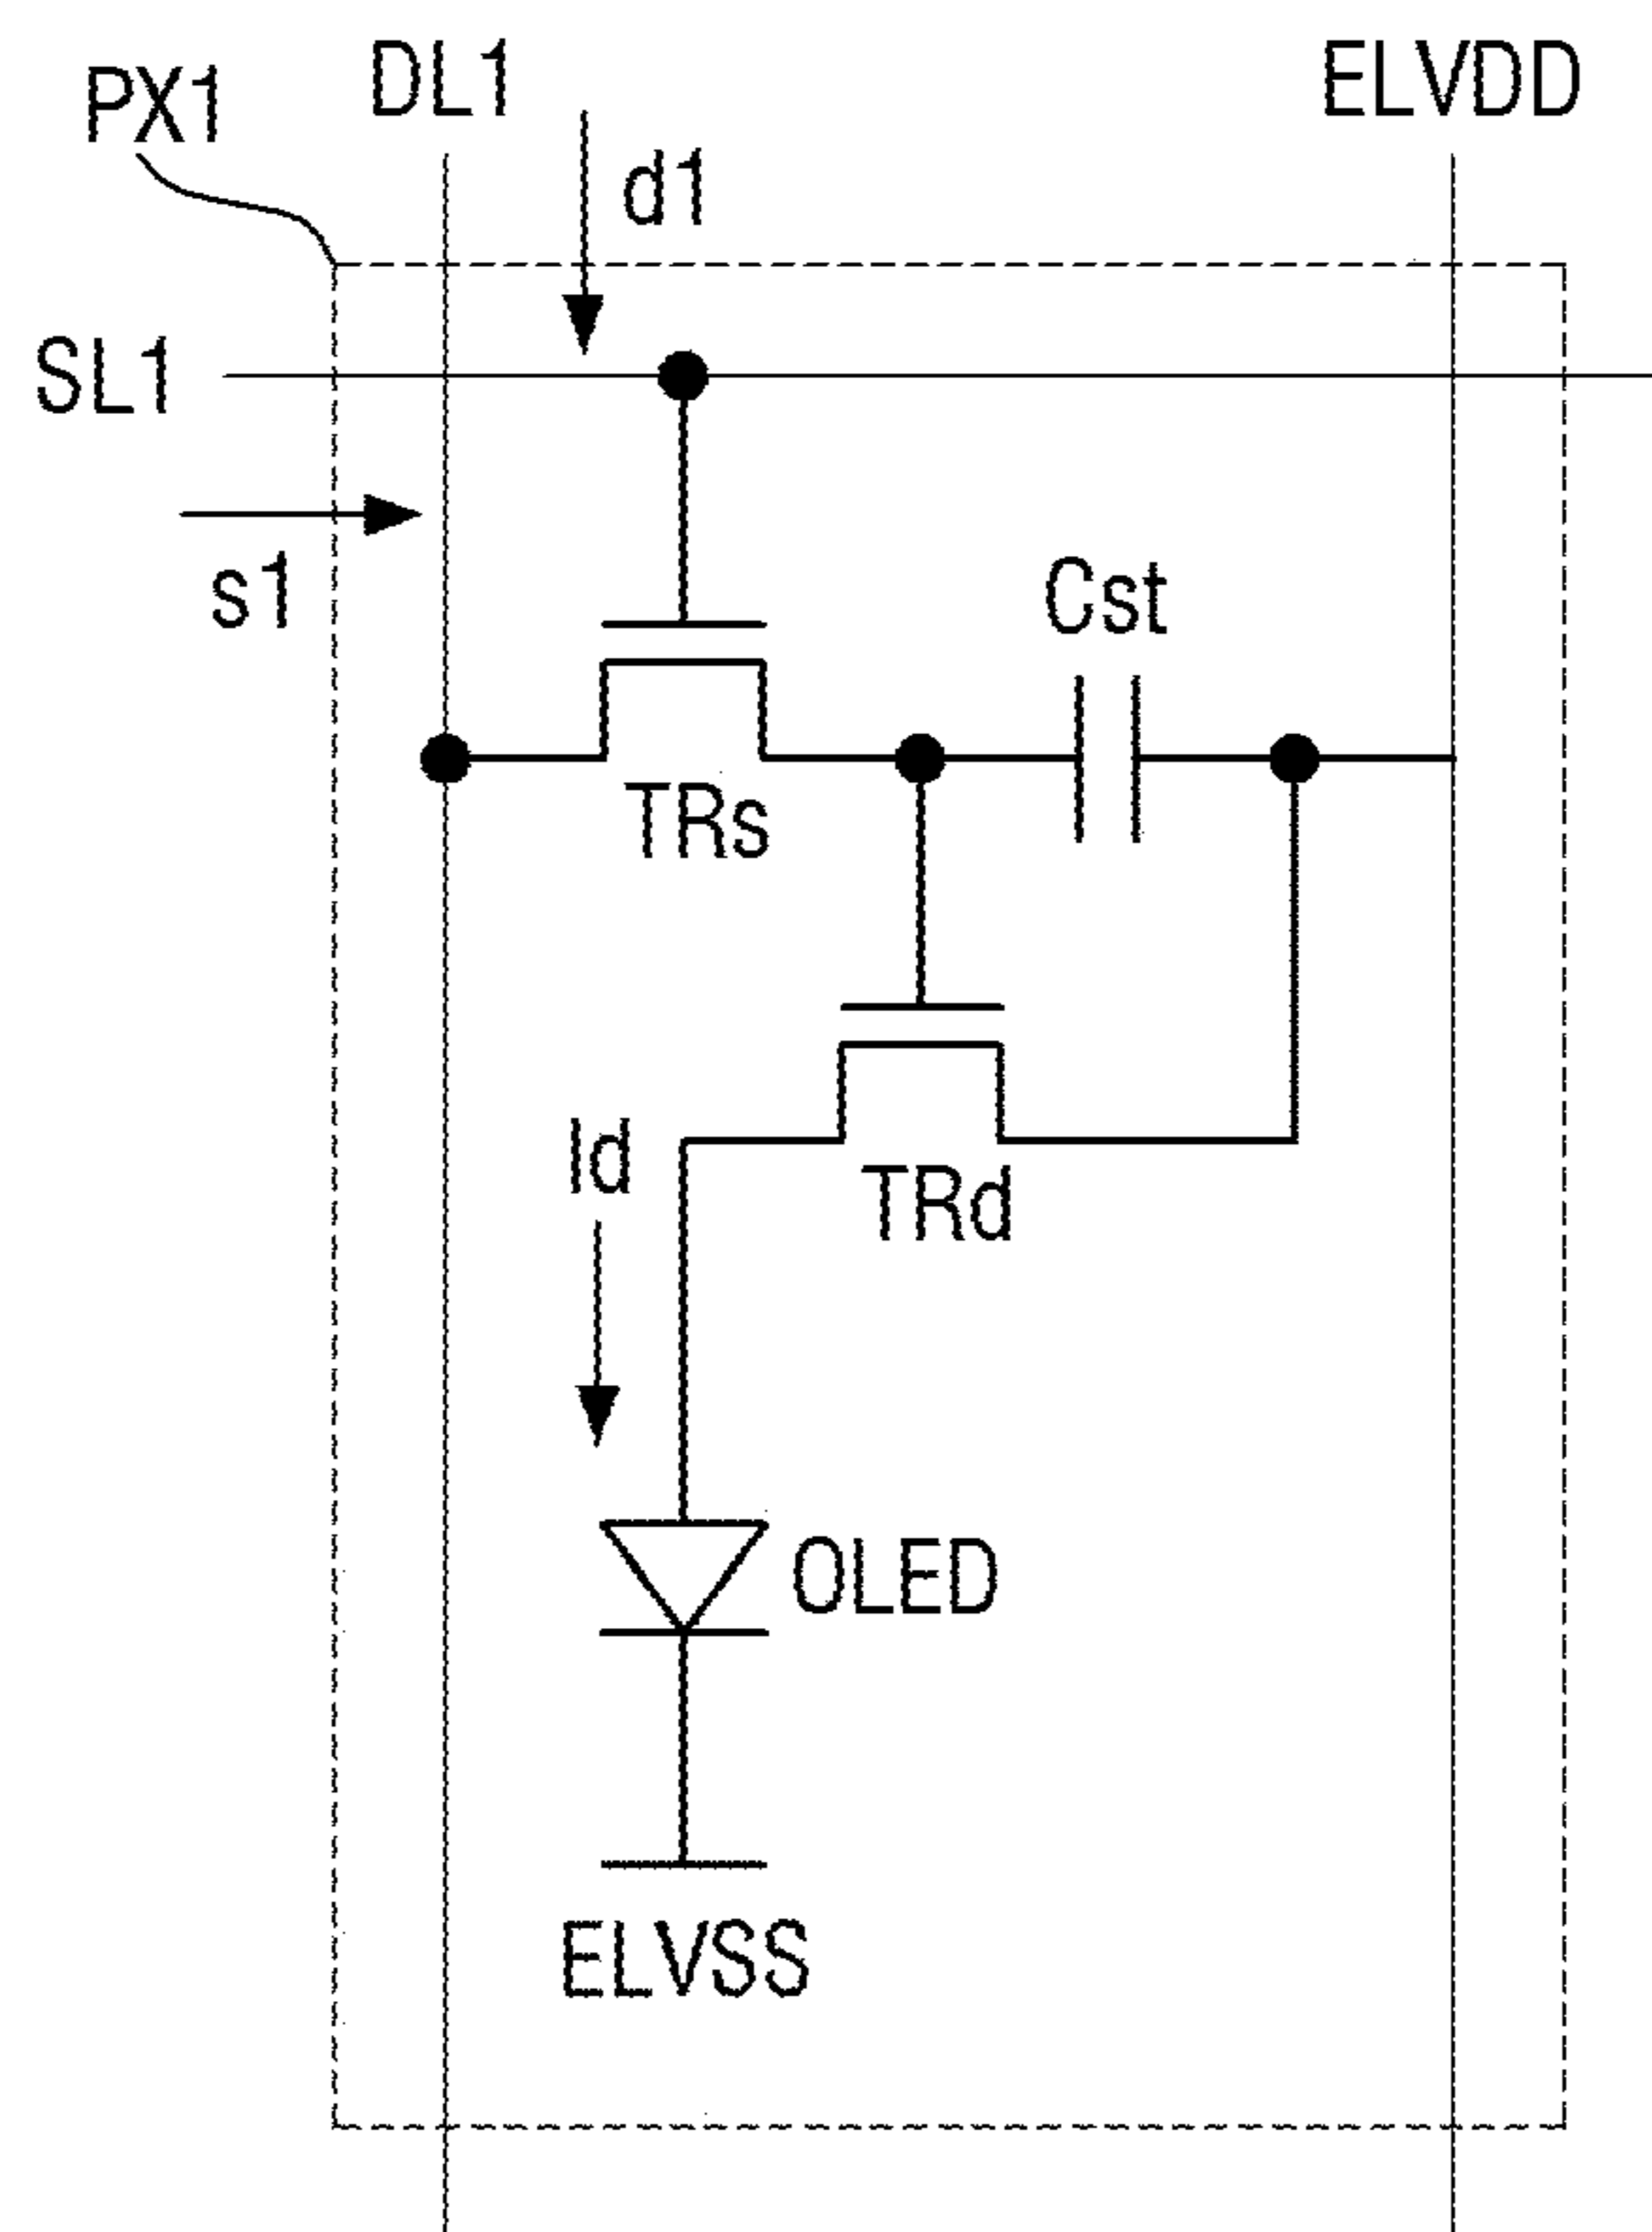 PX1
DL1
ELVDD
d1
SL1
s1
Cst
TRs
Id
TRd
OLED
ELVSS